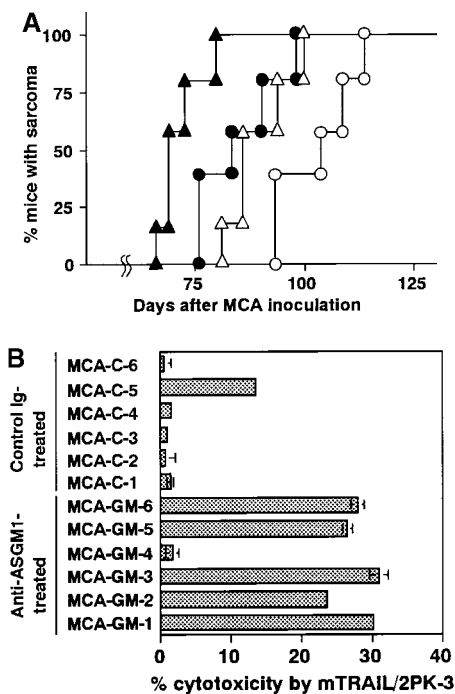 A
% mice with sarcoma
100
75
50
25
0
75
100
125
Days after MCA inoculation
B
Control Ig-
treated
MCA-C-6
MCA-C-5
MCA-C-4
MCA-C-3
MCA-C-2
MCA-C-1
Anti-ASGM1-
treated
MCA-GM-6
MCA-GM-5
MCA-GM-4
MCA-GM-3
MCA-GM-2
MCA-GM-1
0
10
20
30
40
% cytotoxicity by mTRAIL/2PK-3